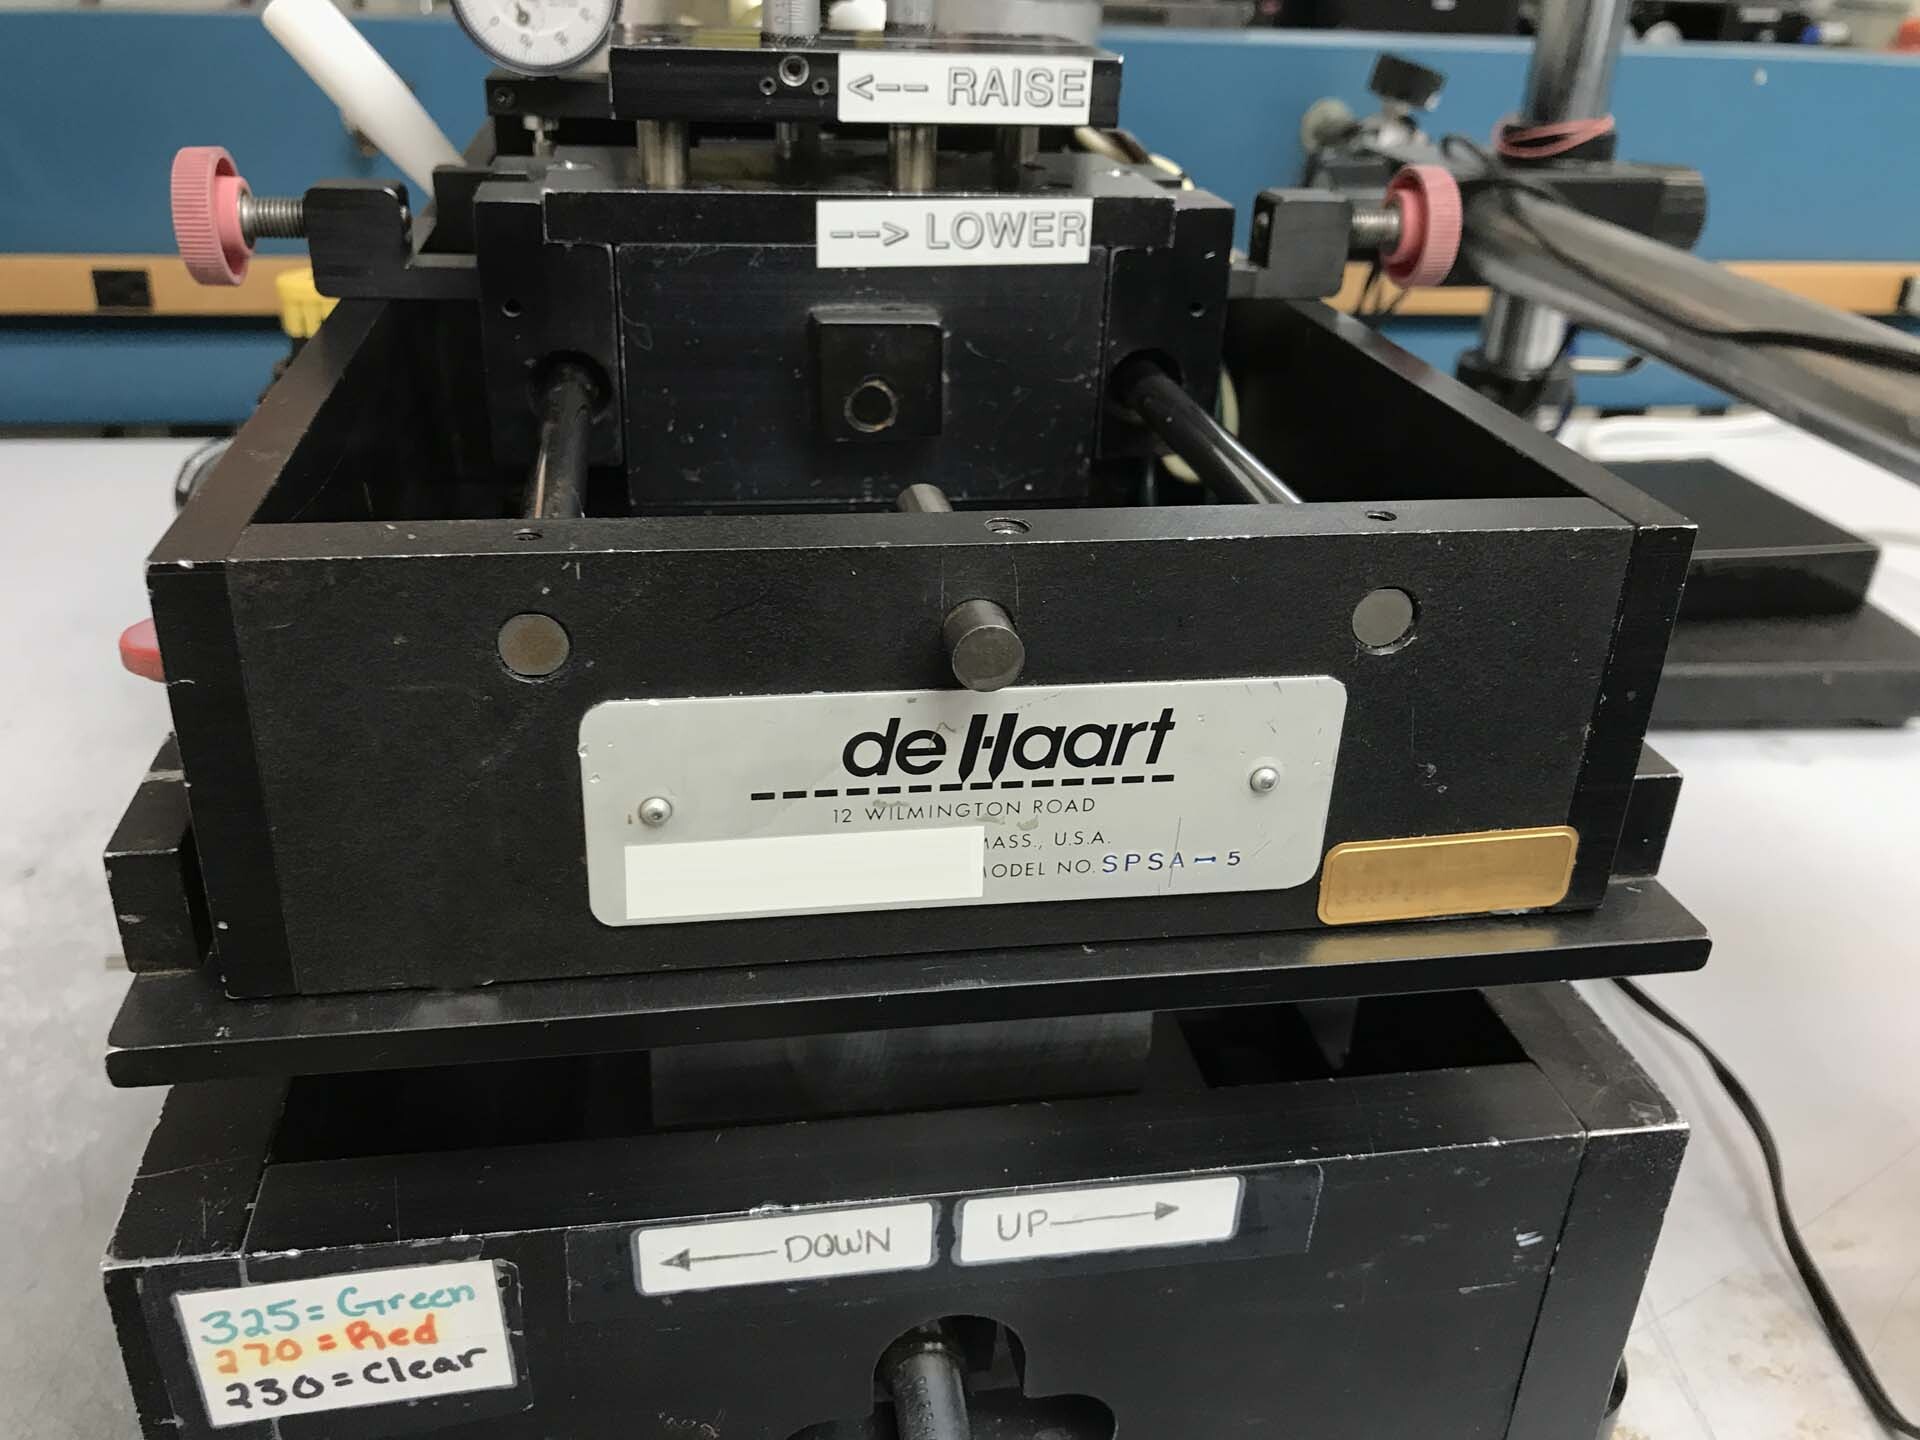 <-- RAISE
--> LOWER
deHaart
12 WILMINGTON ROAD
MASS., U.S.A.
MODEL NO. SPSA-5
<--- DOWN
UP --->
325=Green
270=Red
230=Clear